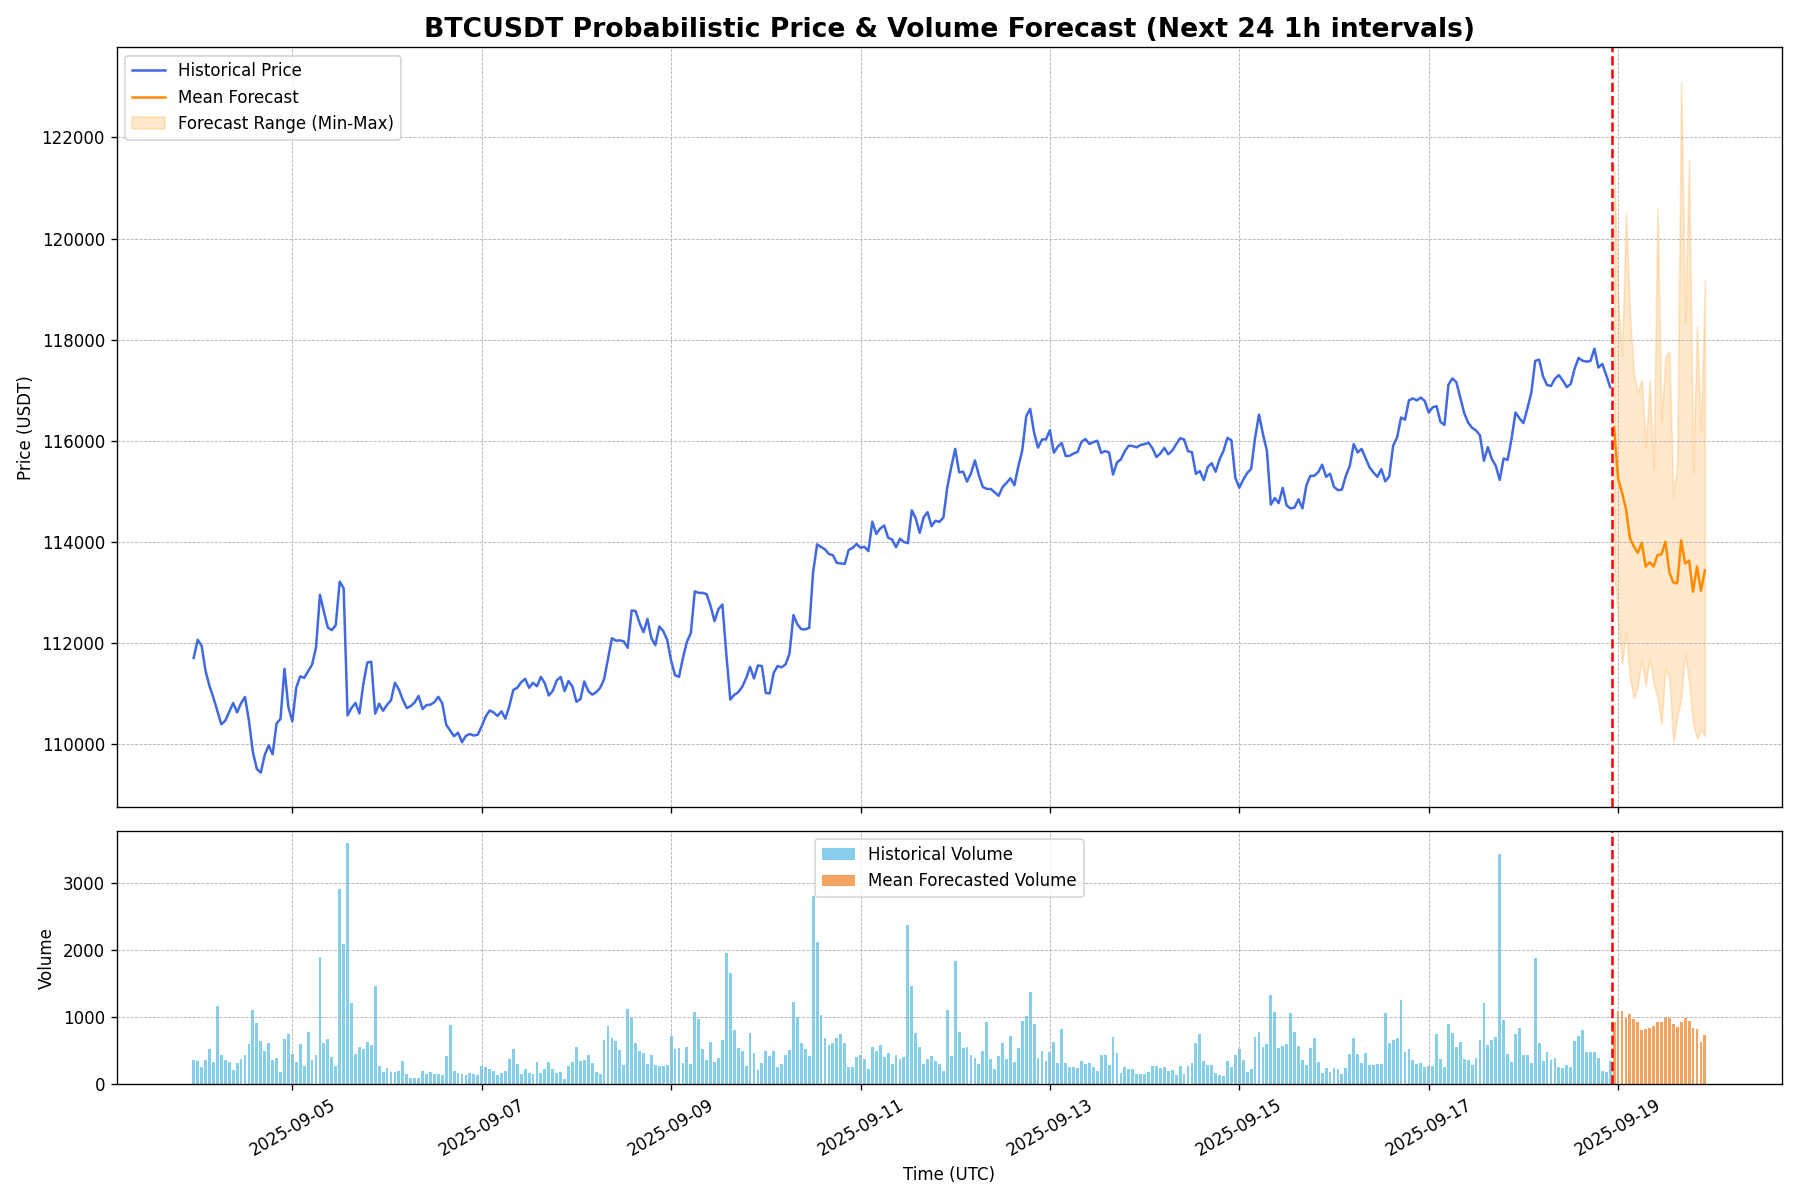 BTCUSDT Probabilistic Price & Volume Forecast (Next 24 1h intervals)
Historical Price
Mean Forecast
Forecast Range (Min-Max)
Price (USDT)
122000
120000
118000
116000
114000
112000
110000
Historical Volume
Mean Forecasted Volume
Volume
3000
2000
1000
0
2025-09-05
2025-09-07
2025-09-09
2025-09-11
2025-09-13
2025-09-15
2025-09-17
2025-09-19
Time (UTC)